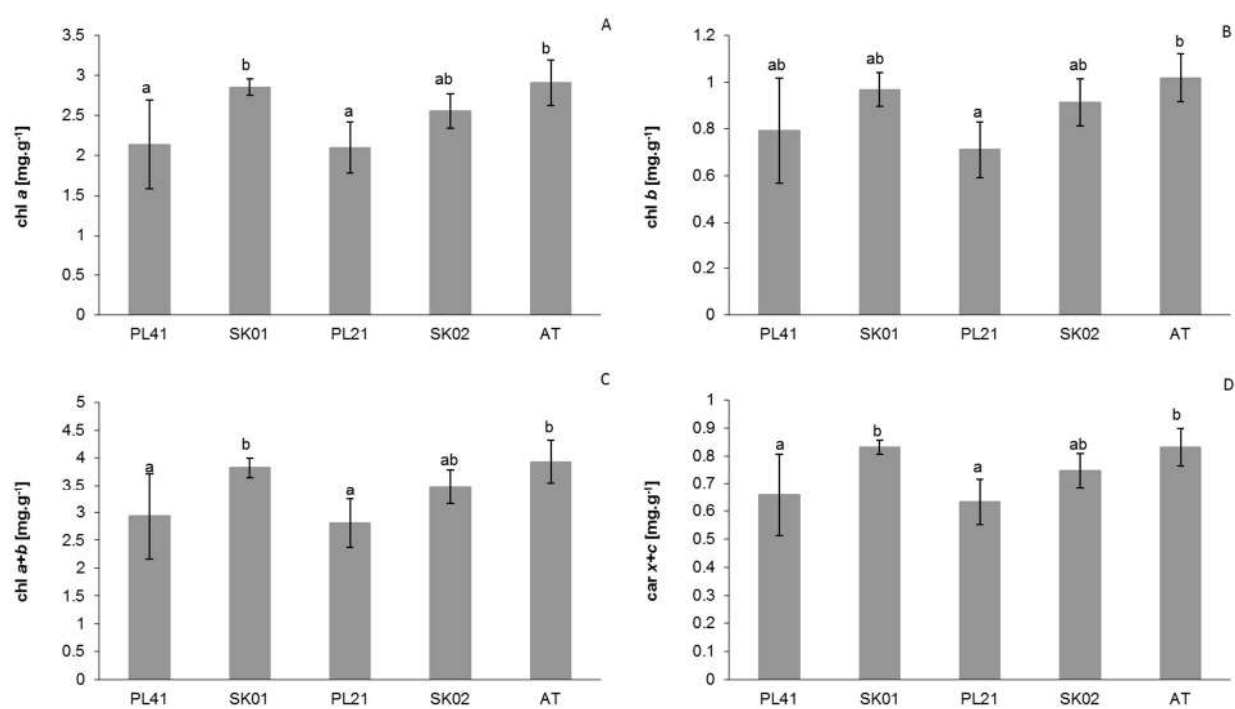 A
3.5
3
2.5
2
1.5
1
0.5
0
chl a [mg.g⁻¹]
a
b
a
ab
b
PL41 SK01 PL21 SK02 AT
B
1.2
1
0.8
0.6
0.4
0.2
0
chl b [mg.g⁻¹]
ab
ab
a
ab
b
PL41 SK01 PL21 SK02 AT
C
5
4.5
4
3.5
3
2.5
2
1.5
1
0.5
0
chl a+b [mg.g⁻¹]
a
b
a
ab
b
PL41 SK01 PL21 SK02 AT
D
1
0.9
0.8
0.7
0.6
0.5
0.4
0.3
0.2
0.1
0
car x+c [mg.g⁻¹]
a
b
a
ab
b
PL41 SK01 PL21 SK02 AT